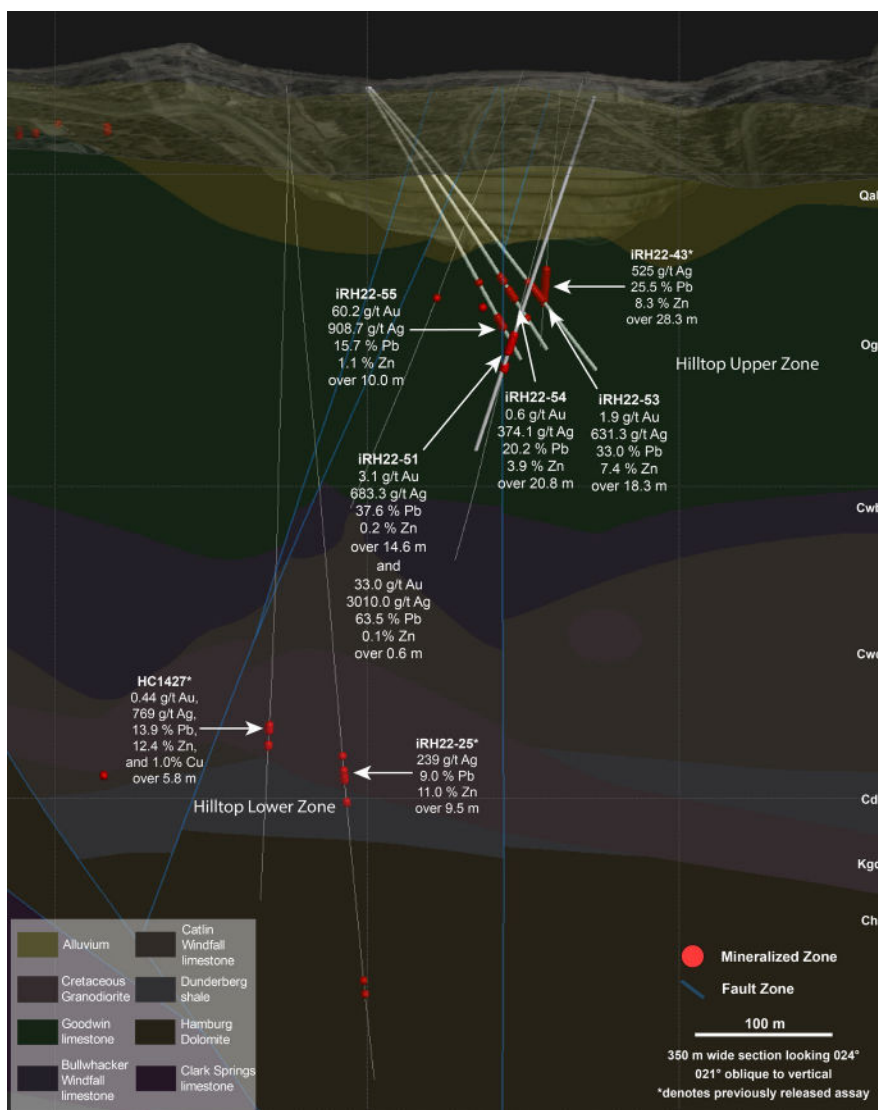 Qal
iRH22-43*
525 g/t Ag
25.5 % Pb
8.3 % Zn
over 28.3 m
iRH22-55
60.2 g/t Au
908.7 g/t Ag
15.7 % Pb
1.1 % Zn
over 10.0 m
Hilltop Upper Zone
iRH22-54
0.6 g/t Au
374.1 g/t Ag
20.2 % Pb
3.9 % Zn
over 20.8 m
iRH22-53
1.9 g/t Au
631.3 g/t Ag
33.0 % Pb
7.4 % Zn
over 18.3 m
iRH22-51
3.1 g/t Au
683.3 g/t Ag
37.6 % Pb
0.2 % Zn
over 14.6 m
and
33.0 g/t Au
3010.0 g/t Ag
63.5 % Pb
0.1% Zn
over 0.6 m
Og
HC1427*
0.44 g/t Au,
769 g/t Ag,
13.9 % Pb,
12.4 % Zn,
and 1.0% Cu
over 5.8 m
iRH22-25*
239 g/t Ag
9.0 % Pb
11.0 % Zn
over 9.5 m
Hilltop Lower Zone
Cd
Ch
Alluvium
Catlin
Windfall
limestone
Cretaceous
Granodiorite
Dunderberg
shale
Goodwin
limestone
Hamburg
Dolomite
Bullwhacker
Windfall
limestone
Clark Springs
limestone
Mineralized Zone
Fault Zone
100 m
350 m wide section looking 024°
021° oblique to vertical
*denotes previously released assay